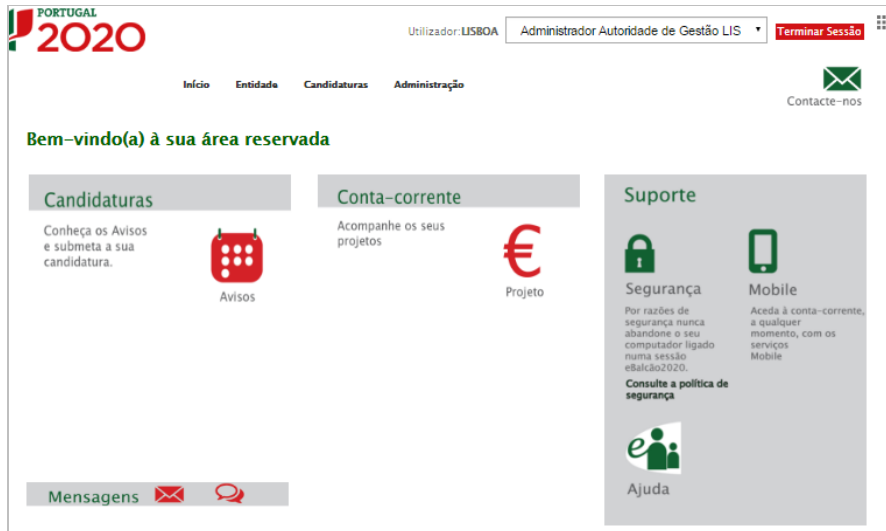 PORTUGAL
2020
Utilizador:LISBOA
Administrador Autoridade de Gestão LIS
Terminar Sessão
Início Entidade Candidaturas Administração
Contacte-nos
Bem-vindo(a) à sua área reservada
Candidaturas
Conheça os Avisos
e submeta a sua
candidatura.
Avisos
Conta-corrente
Acompanhe os seus
projetos
Projeto
Suporte
Segurança
Por razões de
segurança nunca
abandone o seu
computador ligado
numa sessão
eBalcão2020.
Consulte a política de
segurança
Mobile
Aceda à conta-corrente,
a qualquer
momento, com os
serviços
Mobile
Ajuda
Mensagens